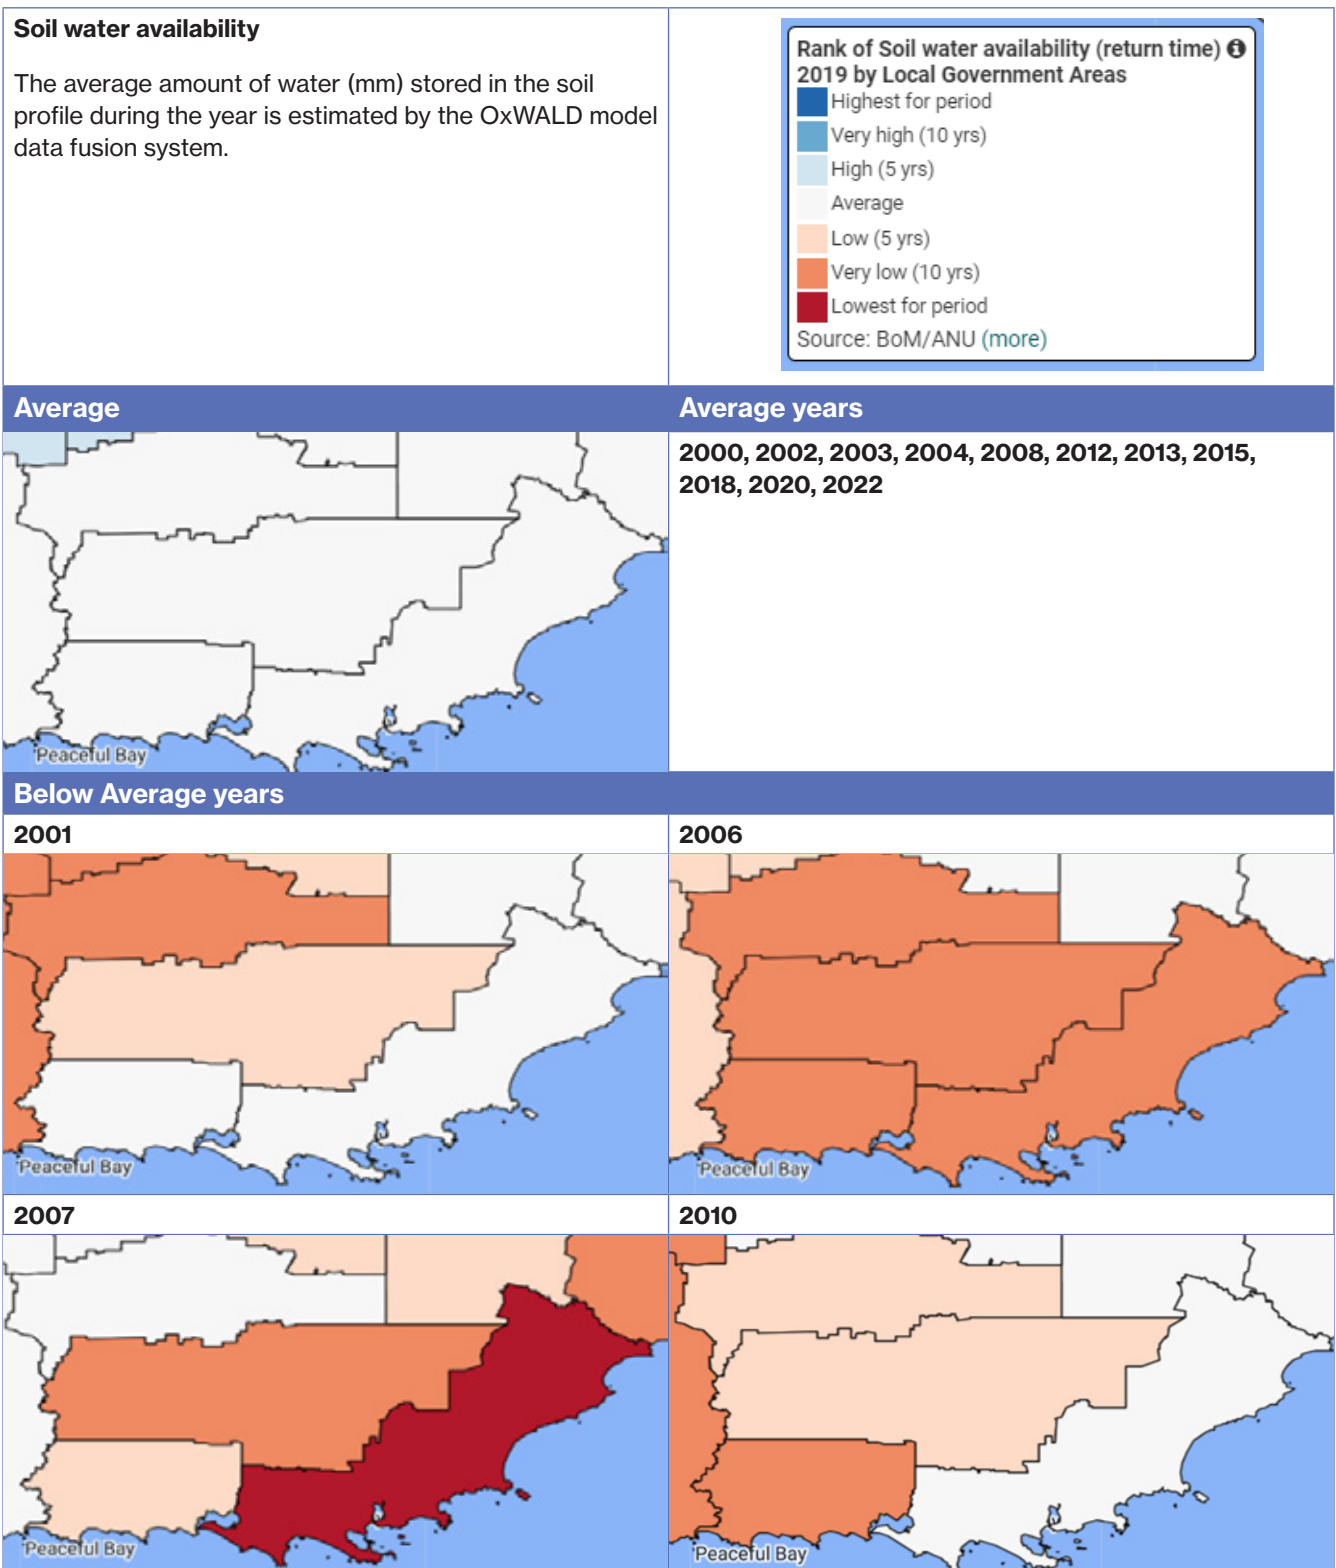 Soil water availability
The average amount of water (mm) stored in the soil
profile during the year is estimated by the OxWALD model
data fusion system.
Rank of Soil water availability (return time)
2019 by Local Government Areas
Highest for period
Very high (10 yrs)
High (5 yrs)
Average
Low (5 yrs)
Very low (10 yrs)
Lowest for period
Source: BoM/ANU (more)
Average
Average years
2000, 2002, 2003, 2004, 2008, 2012, 2013, 2015,
2018, 2020, 2022
Peaceful Bay
Below Average years
2001
2006
Peaceful Bay
Peaceful Bay
2007
2010
Peaceful Bay
Peaceful Bay